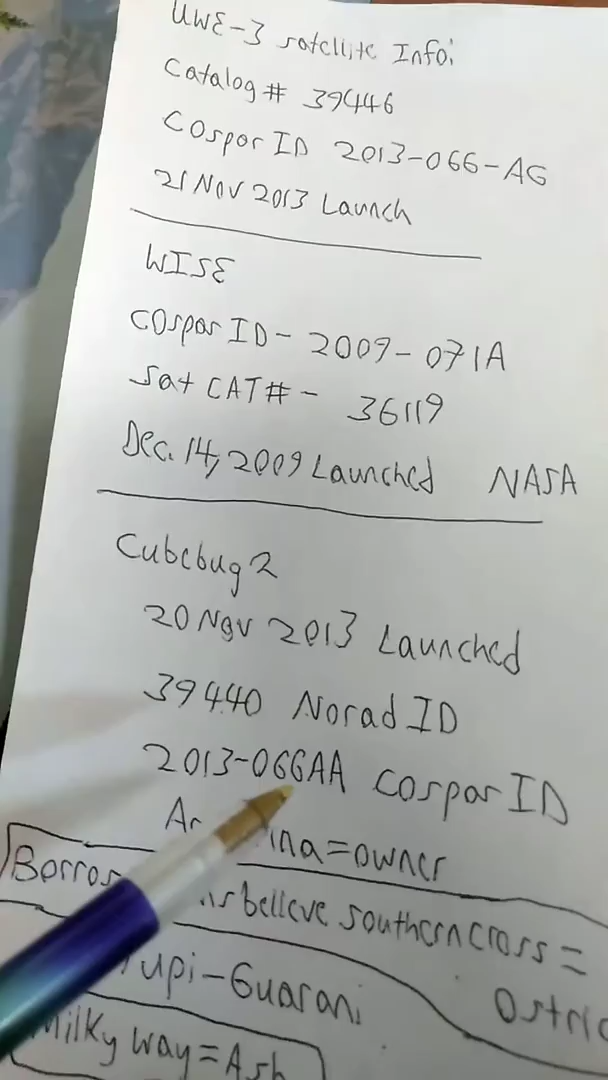 UWE-3 satellite Info:
Catalog # 39446
COspar ID 2013-066-AG
21 Nov 2013 Launch
WISE
COspar ID - 2009-071A
Sat CAT# - 36119
Dec. 14, 2009 Launched NASA
Cubebug 2
20 Nov 2013 Launched
39440 Norad ID
2013-066AA COspar ID
=owner
believe southern cross =
-Guarani
Milky way = Ash